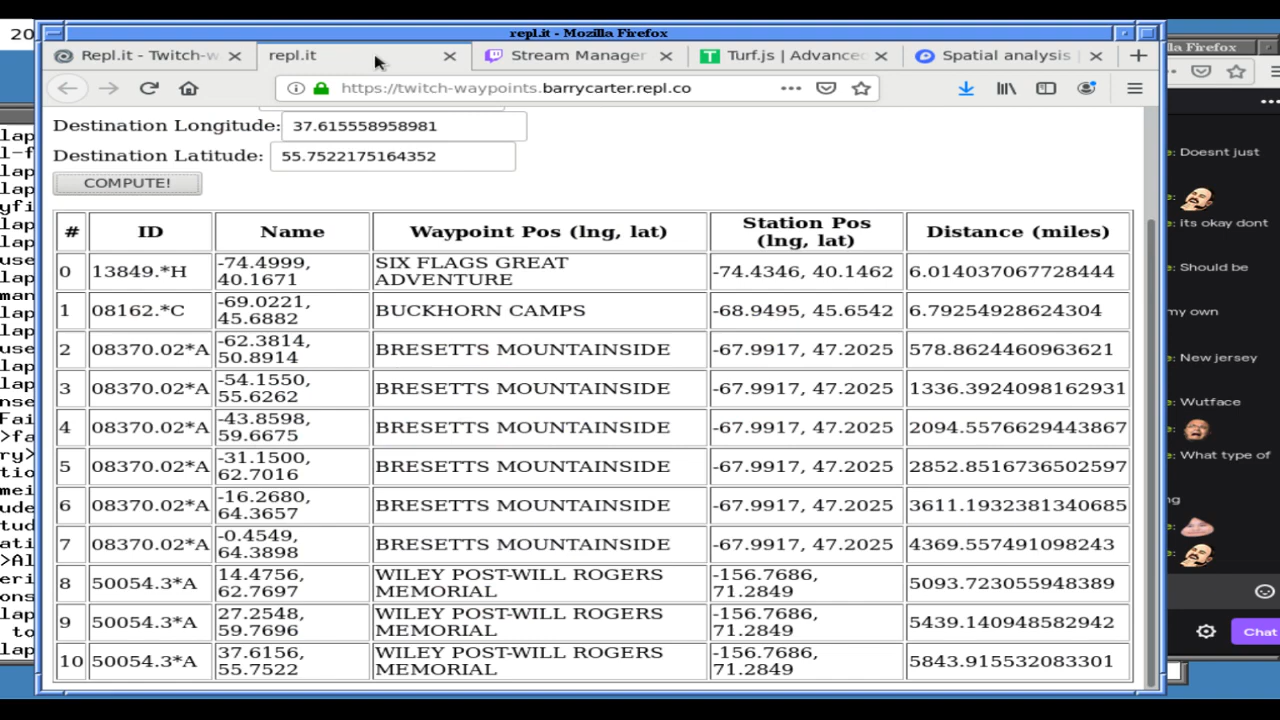 20
repl.it - Mozilla Firefox
lla Firefox
Repl.it - Twitch-w
repl.it
Stream Manager
Turf.js | Advance
Spatial analysis
https://twitch-waypoints.barrycarter.repl.co
Destination Longitude: 37.615558958981
Destination Latitude: 55.7522175164352
COMPUTE!
# ID Name Waypoint Pos (lng, lat) Station Pos (lng, lat) Distance (miles)
0 13849.*H -74.4999, 40.1671 SIX FLAGS GREAT ADVENTURE -74.4346, 40.1462 6.014037067728444
1 08162.*C -69.0221, 45.6882 BUCKHORN CAMPS -68.9495, 45.6542 6.79254928624304
2 08370.02*A -62.3814, 50.8914 BRESETTS MOUNTAINSIDE -67.9917, 47.2025 578.8624460963621
3 08370.02*A -54.1550, 55.6262 BRESETTS MOUNTAINSIDE -67.9917, 47.2025 1336.3924098162931
4 08370.02*A -43.8598, 59.6675 BRESETTS MOUNTAINSIDE -67.9917, 47.2025 2094.5576629443867
5 08370.02*A -31.1500, 62.7016 BRESETTS MOUNTAINSIDE -67.9917, 47.2025 2852.8516736502597
6 08370.02*A -16.2680, 64.3657 BRESETTS MOUNTAINSIDE -67.9917, 47.2025 3611.1932381340685
7 08370.02*A -0.4549, 64.3898 BRESETTS MOUNTAINSIDE -67.9917, 47.2025 4369.557491098243
8 50054.3*A 14.4756, 62.7697 WILEY POST-WILL ROGERS MEMORIAL -156.7686, 71.2849 5093.723055948389
9 50054.3*A 27.2548, 59.7696 WILEY POST-WILL ROGERS MEMORIAL -156.7686, 71.2849 5439.140948582942
10 50054.3*A 37.6156, 55.7522 WILEY POST-WILL ROGERS MEMORIAL -156.7686, 71.2849 5843.915532083301
Doesnt just
its okay dont
Should be
my own
New jersey
Wutface
What type of
Chat